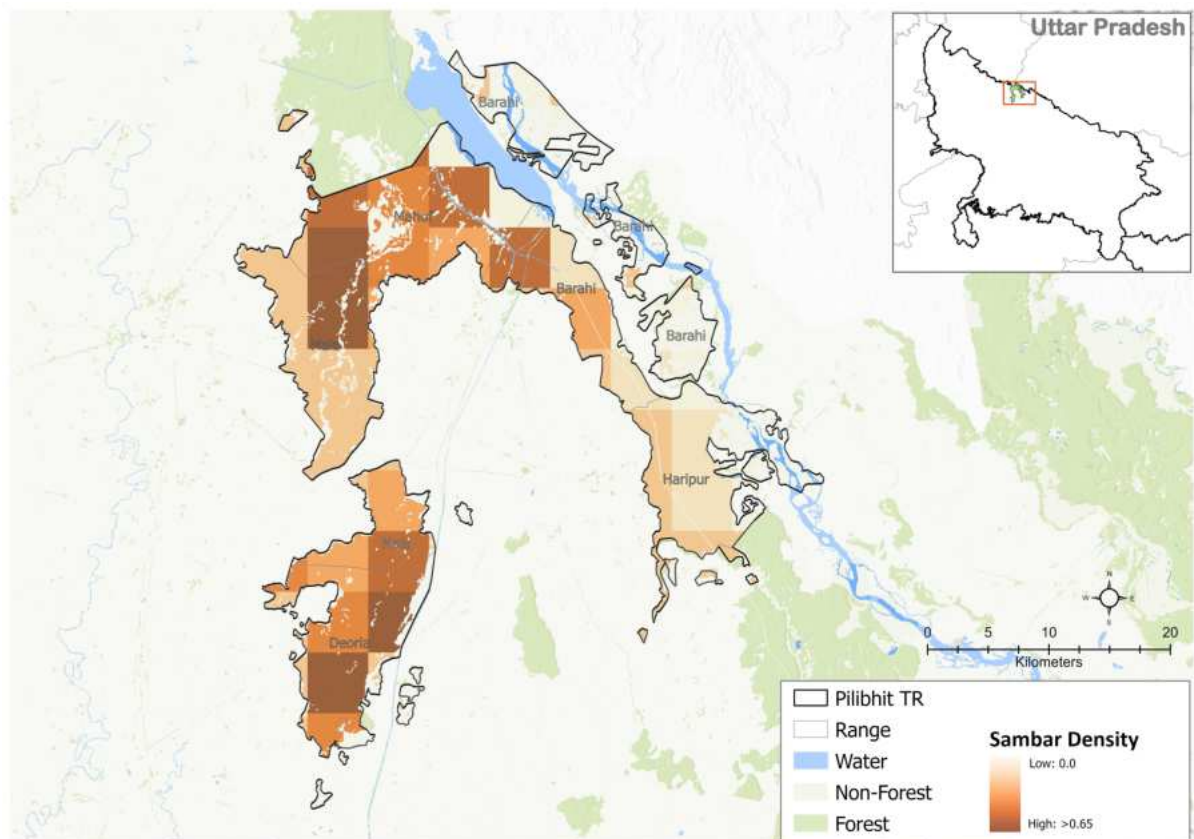 Uttar Pradesh
Barahi
Mahof
Barahi
Barahi
Barahi
Haripur
Deoria
N
W
E
S
0 5 10 20
Kilometers
Pilibhit TR
Range
Water
Non-Forest
Forest
Sambar Density
Low: 0.0
High: >0.65